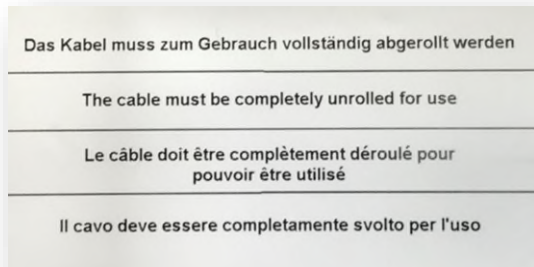 Das Kabel muss zum Gebrauch vollständig abgerollt werden
The cable must be completely unrolled for use
Le câble doit être complètement déroulé pour
pouvoir être utilisé
Il cavo deve essere completamente svolto per l'uso